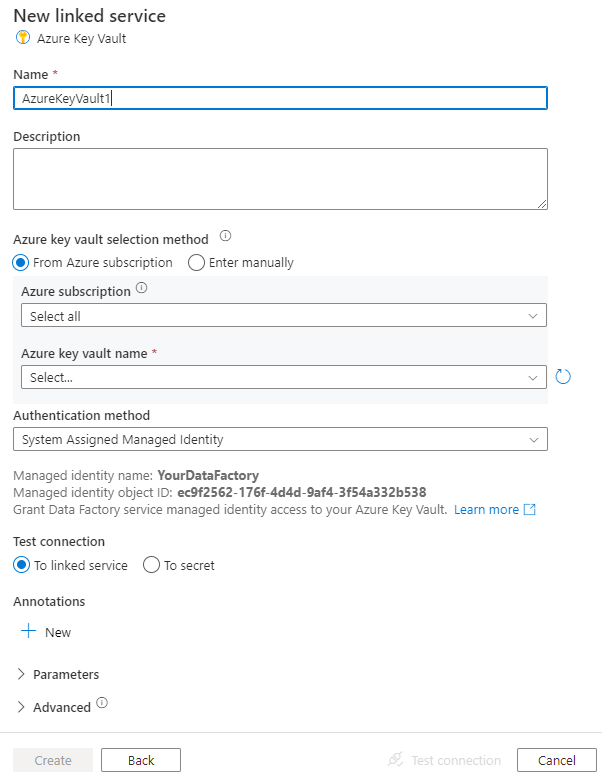 New linked service
Azure Key Vault
Name *
AzureKeyVault1
Description
Azure key vault selection method
From Azure subscription Enter manually
Azure subscription
Select all
Azure key vault name *
Select...
Authentication method
System Assigned Managed Identity
Managed identity name: YourDataFactory
Managed identity object ID: ec9f2562-176f-4d4d-9af4-3f54a332b538
Grant Data Factory service managed identity access to your Azure Key Vault. Learn more
Test connection
To linked service To secret
Annotations
New
Parameters
Advanced
Create Back Test connection Cancel